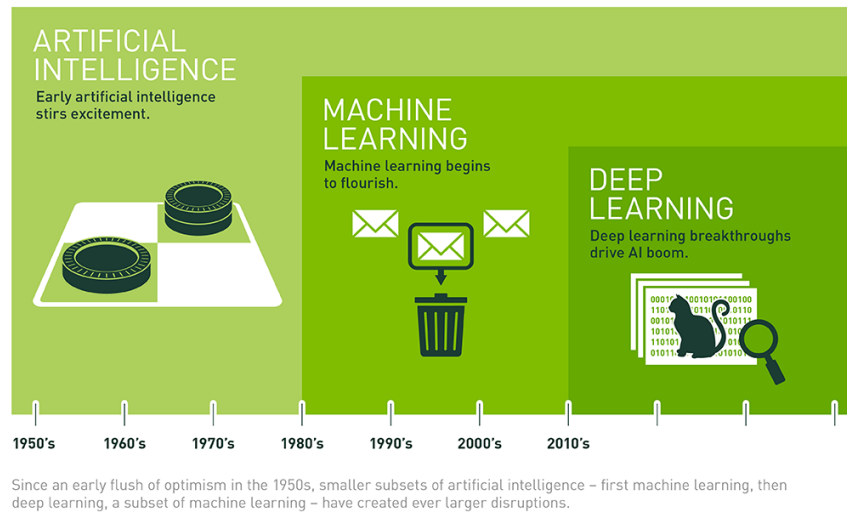 ARTIFICIAL
INTELLIGENCE
Early artificial intelligence
stirs excitement.
MACHINE
LEARNING
Machine learning begins
to flourish.
DEEP
LEARNING
Deep learning breakthroughs
drive AI boom.
1950's
1960's
1970's
1980's
1990's
2000's
2010's
Since an early flush of optimism in the 1950s, smaller subsets of artificial intelligence – first machine learning, then
deep learning, a subset of machine learning – have created ever larger disruptions.